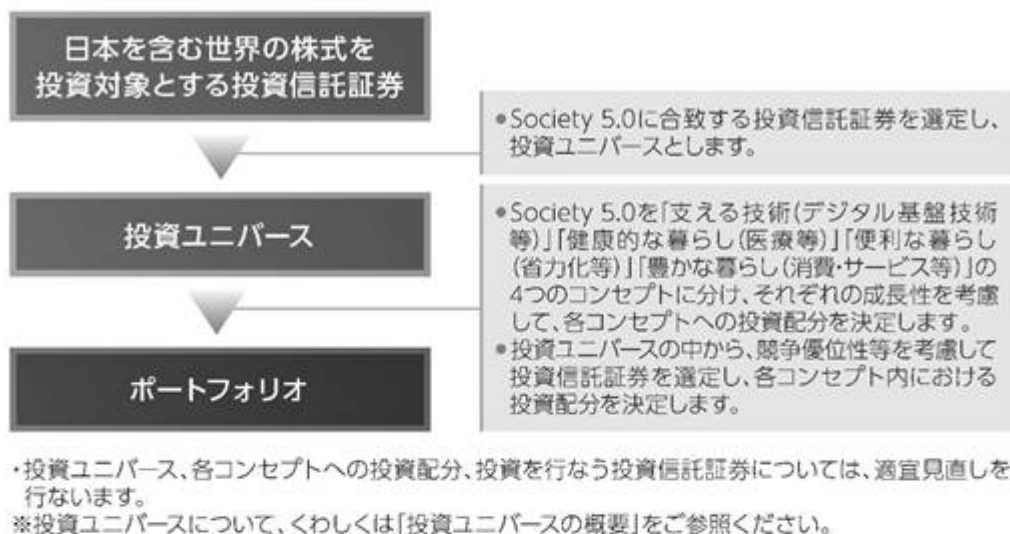 日本を含む世界の株式を
投資対象とする投資信託証券
●Society 5.0に合致する投資信託証券を選定し、
投資ユニバースとします。
投資ユニバース
●Society 5.0を「支える技術(デジタル基盤技術
等)」「健康的な暮らし(医療等)」「便利な暮らし
(省力化等)」「豊かな暮らし(消費・サービス等)」の
4つのコンセプトに分け、それぞれの成長性を考慮
して、各コンセプトへの投資配分を決定します。
●投資ユニバースの中から、競争優位性等を考慮して
投資信託証券を選定し、各コンセプト内における
投資配分を決定します。
ポートフォリオ
・投資ユニバース、各コンセプトへの投資配分、投資を行なう投資信託証券については、適宜見直しを
行ないます。
※投資ユニバースについて、くわしくは「投資ユニバースの概要」をご参照ください。